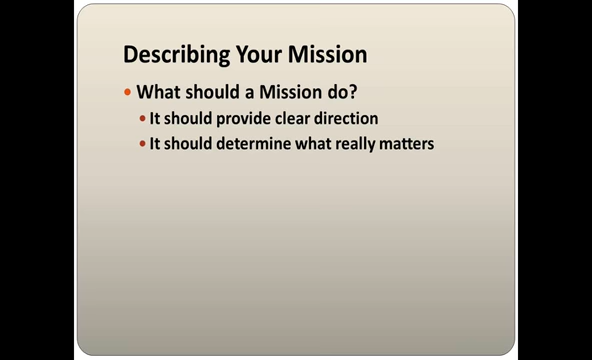 Describing Your Mission
• What should a Mission do?
• It should provide clear direction
• It should determine what really matters